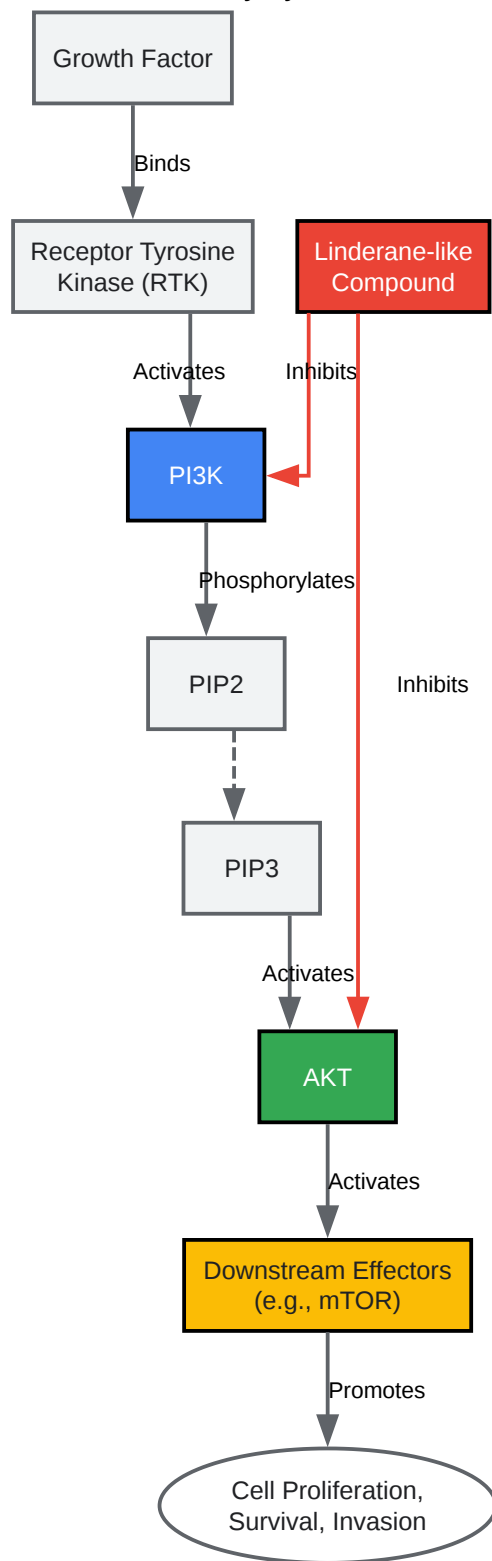 Growth Factor
Binds
Receptor Tyrosine
Kinase (RTK)
Linderane-like
Compound
Activates
Inhibits
PI3K
Phosphorylates
PIP2
Inhibits
PIP3
Activates
AKT
Activates
Downstream Effectors
(e.g., mTOR)
Promotes
Cell Proliferation,
Survival, Invasion